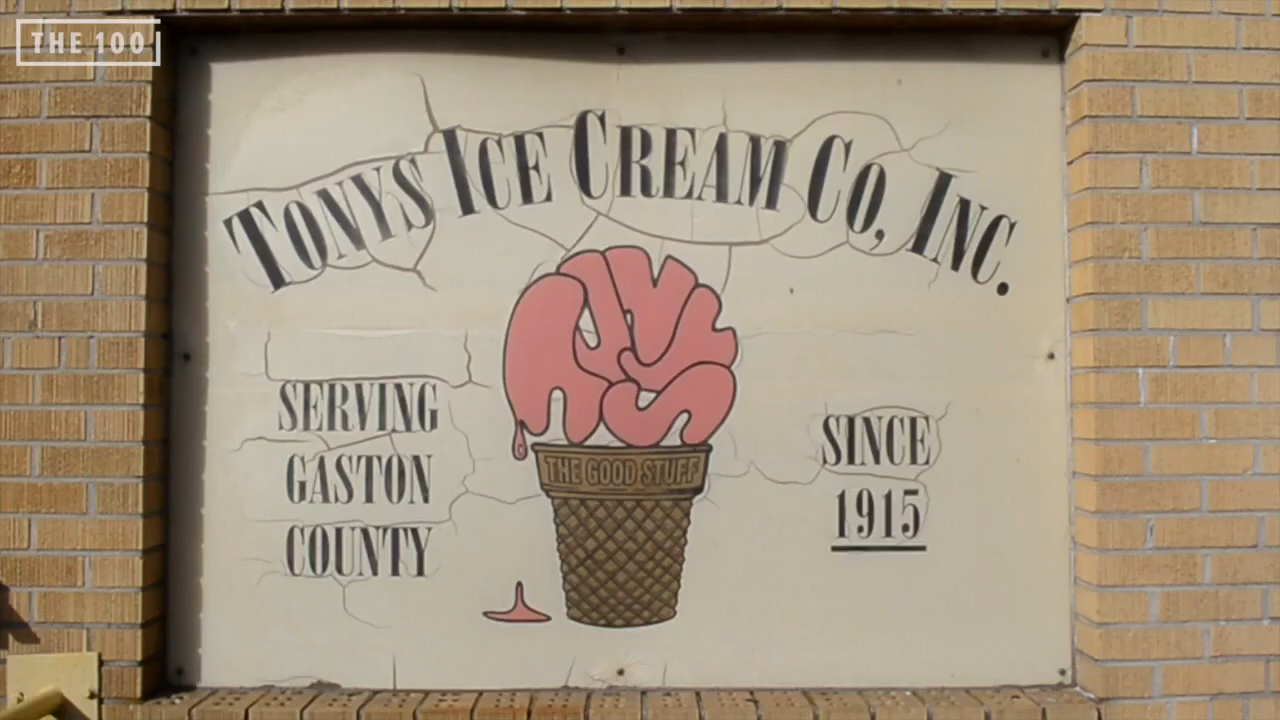 THE 100
TONYS ICE CREAM CO, INC.
SERVING
GASTON
COUNTY
THE GOOD STUFF
SINCE
1915